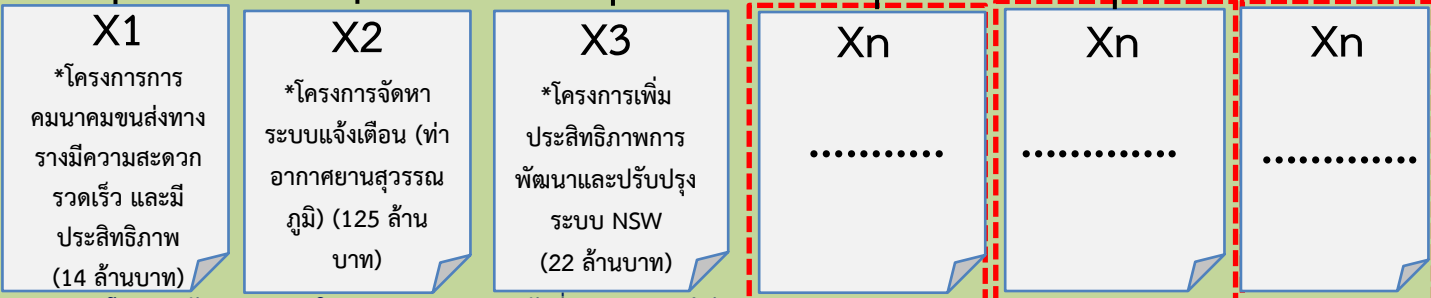 X1
*โครงการการ
คมนาคมขนส่งทาง
รางมีความสะดวก
รวดเร็ว และมี
ประสิทธิภาพ
(14 ล้านบาท)
X2
*โครงการจัดหา
ระบบแจ้งเตือน (ท่า
อากาศยานสุวรรณ
ภูมิ) (125 ล้าน
บาท)
X3
*โครงการเพิ่ม
ประสิทธิภาพการ
พัฒนาและปรับปรุง
ระบบ NSW
(22 ล้านบาท)
Xn
...........
Xn
.............
Xn
.............